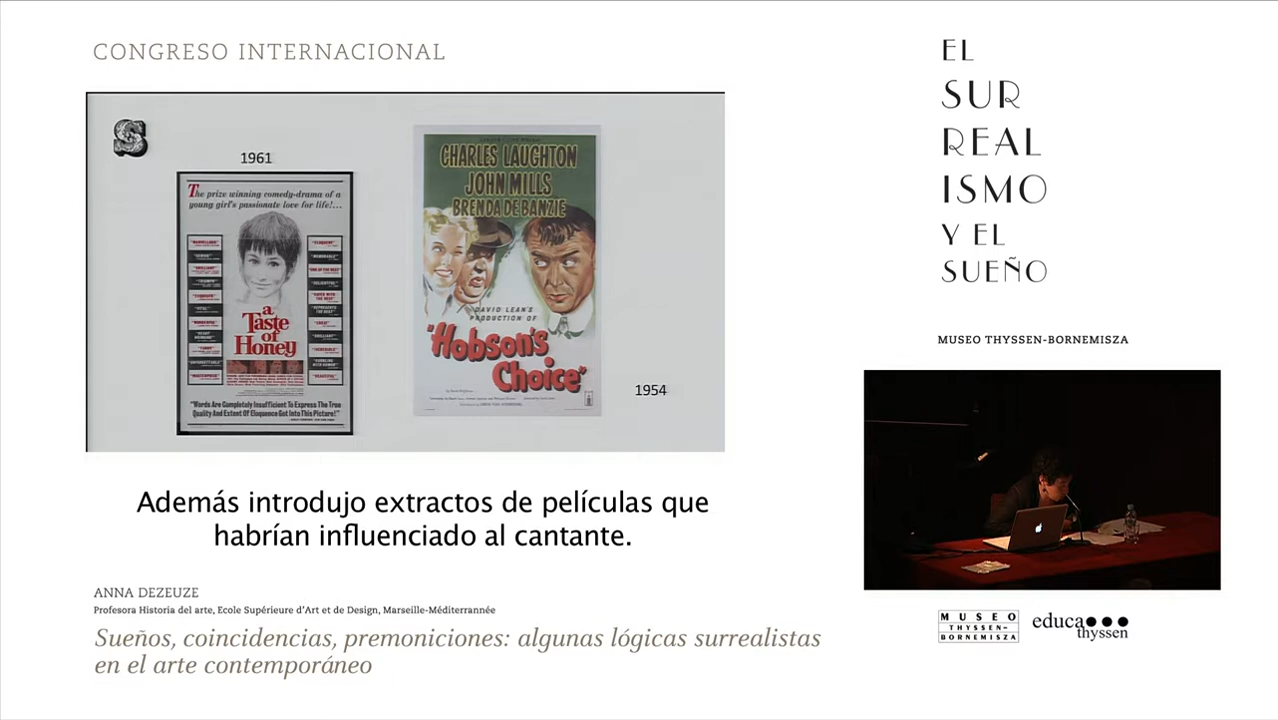 CONGRESO INTERNACIONAL
S
1961
The prize winning comedy-drama of a
young girl's passionate love for life!...
a
Taste
of
Honey
"Words Are Completely Insufficient To Express The True
Quality And Extent Of Eloquence Got Into This Picture!"
CHARLES LAUGHTON
JOHN MILLS
BRENDA DE BANZIE
DAVID LEAN'S
PRODUCTION OF
"Hobson's
Choice"
1954
Además introdujo extractos de películas que
habrían influenciado al cantante.
ANNA DEZEUZE
Profesora Historia del arte, Ecole Supérieure d'Art et de Design, Marseille-Méditerrannée
Sueños, coincidencias, premoniciones: algunas lógicas surrealistas
en el arte contemporáneo
EL
SUR
REAL
ISMO
Y EL
SUEÑO
MUSEO THYSSEN-BORNEMISZA
MUSEO
THYSSEN-
BORNEMISZA
educa
thyssen